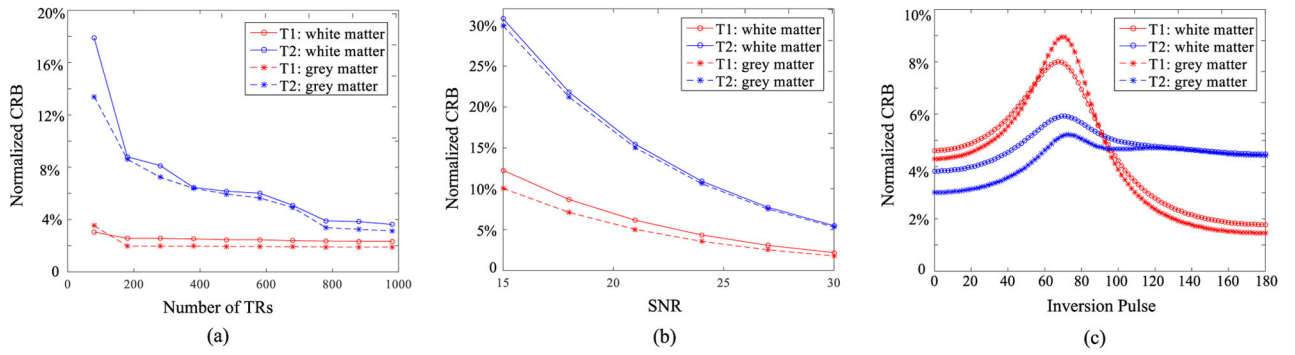 20%
16%
12%
8%
4%
0
0
200
400
600
800
1000
Normalized CRB
Number of TRs
T1: white matter
T2: white matter
T1: grey matter
T2: grey matter
(a)
30%
25%
20%
15%
10%
5%
0
15
20
25
30
Normalized CRB
SNR
T1: white matter
T2: white matter
T1: grey matter
T2: grey matter
(b)
10%
8%
6%
4%
2%
0
0
20
40
60
80
100
120
140
160
180
Normalized CRB
Inversion Pulse
T1: white matter
T2: white matter
T1: grey matter
T2: grey matter
(c)